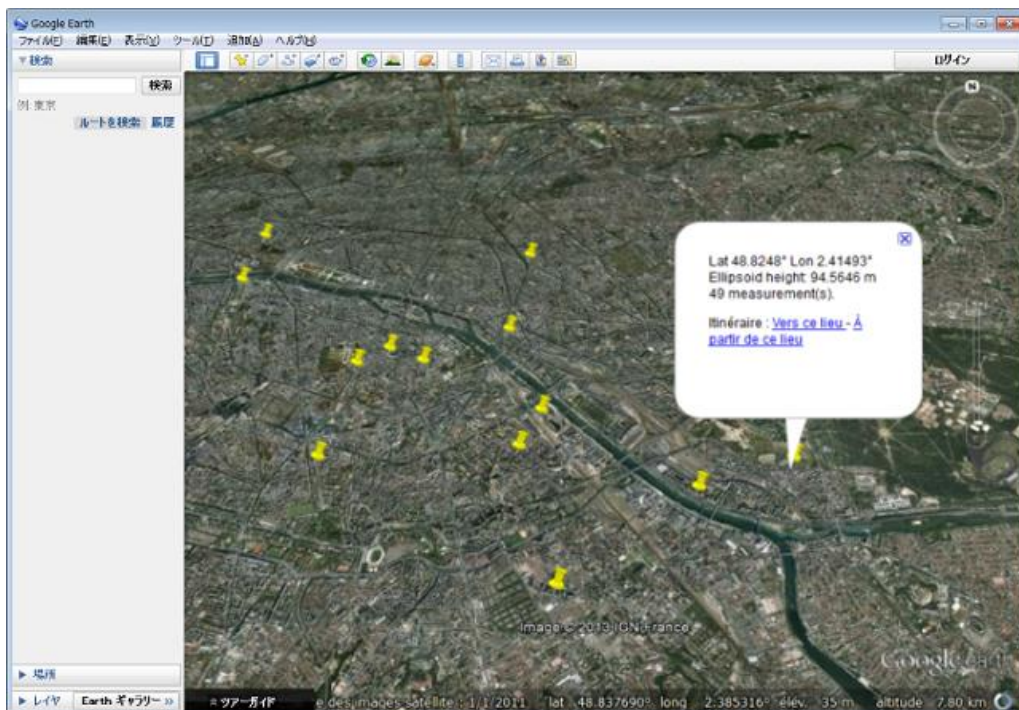 Google Earth
ファイル(F) 編集(E) 表示(V) ツール(T) 追加(A) ヘルプ(H)
▼検索
ログイン
検索
例: 東京
ルートを検索 履歴
N
Lat 48.8248° Lon 2.41493°
Ellipsoid height: 94.5646 m
49 measurement(s).
Itinéraire : Vers ce lieu - À
partir de ce lieu
Image © 2013 IGN France
Google earth
▶ 場所
▶ レイヤ Earth ギャラリー >>
ツアーガイド
e des images satellite : 1/1/2011 lat 48.837690° long 2.385316° élév. 35 m altitude 7.80 km